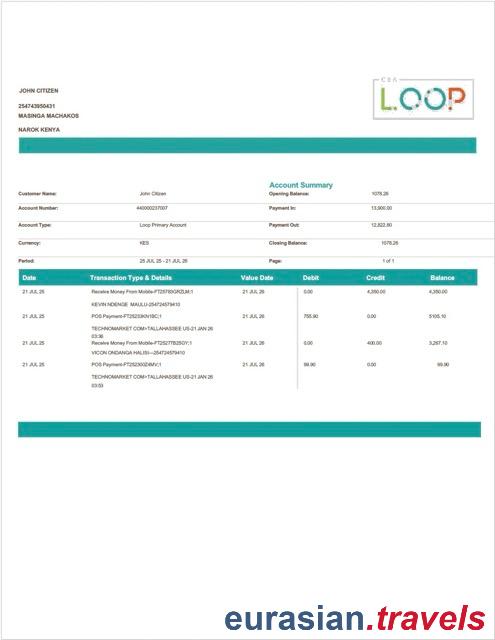 CBA
LOOP
JOHN CITIZEN
254743950431
MASINGA MACHAKOS
NAROK KENYA
Account Summary
Customer Name: John Citizen Opening Balance: 1078.26
Account Number: 440000237007 Payment In: 13,900.00
Account Type: Loop Primary Account Payment Out: 12,822.80
Currency: KES Closing Balance: 1078.26
Period: 25 JUL 25 - 21 JUL 26 Page: 1 of 1
Date Transaction Type & Details Value Date Debit Credit Balance
21 JUL 25 Receive Money From Mobile-FT25783GRZLM;1 21 JUL 26 0.00 4,350.00 4,350.00
KEVIN NDENGE MAULU-254724579410
21 JUL 25 POS Payment-FT25233KN18C;1 21 JUL 26 755.90 0.00 5105.10
TECHNOMARKET COM>TALLAHASSEE US-21 JAN 26
03:36
21 JUL 25 Receive Money From Mobile-FT25277B2SGY;1 21 JUL 26 0.00 400.00 3,267.10
VICON ONDANGA HALISI---254724579410
21 JUL 25 POS Payment-FT252300Z4MV;1 21 JUL 26 99.90 0.00 99.90
TECHNOMARKET COM>TALLAHASSEE US-21 JAN 26
03:53
eurasian.travels